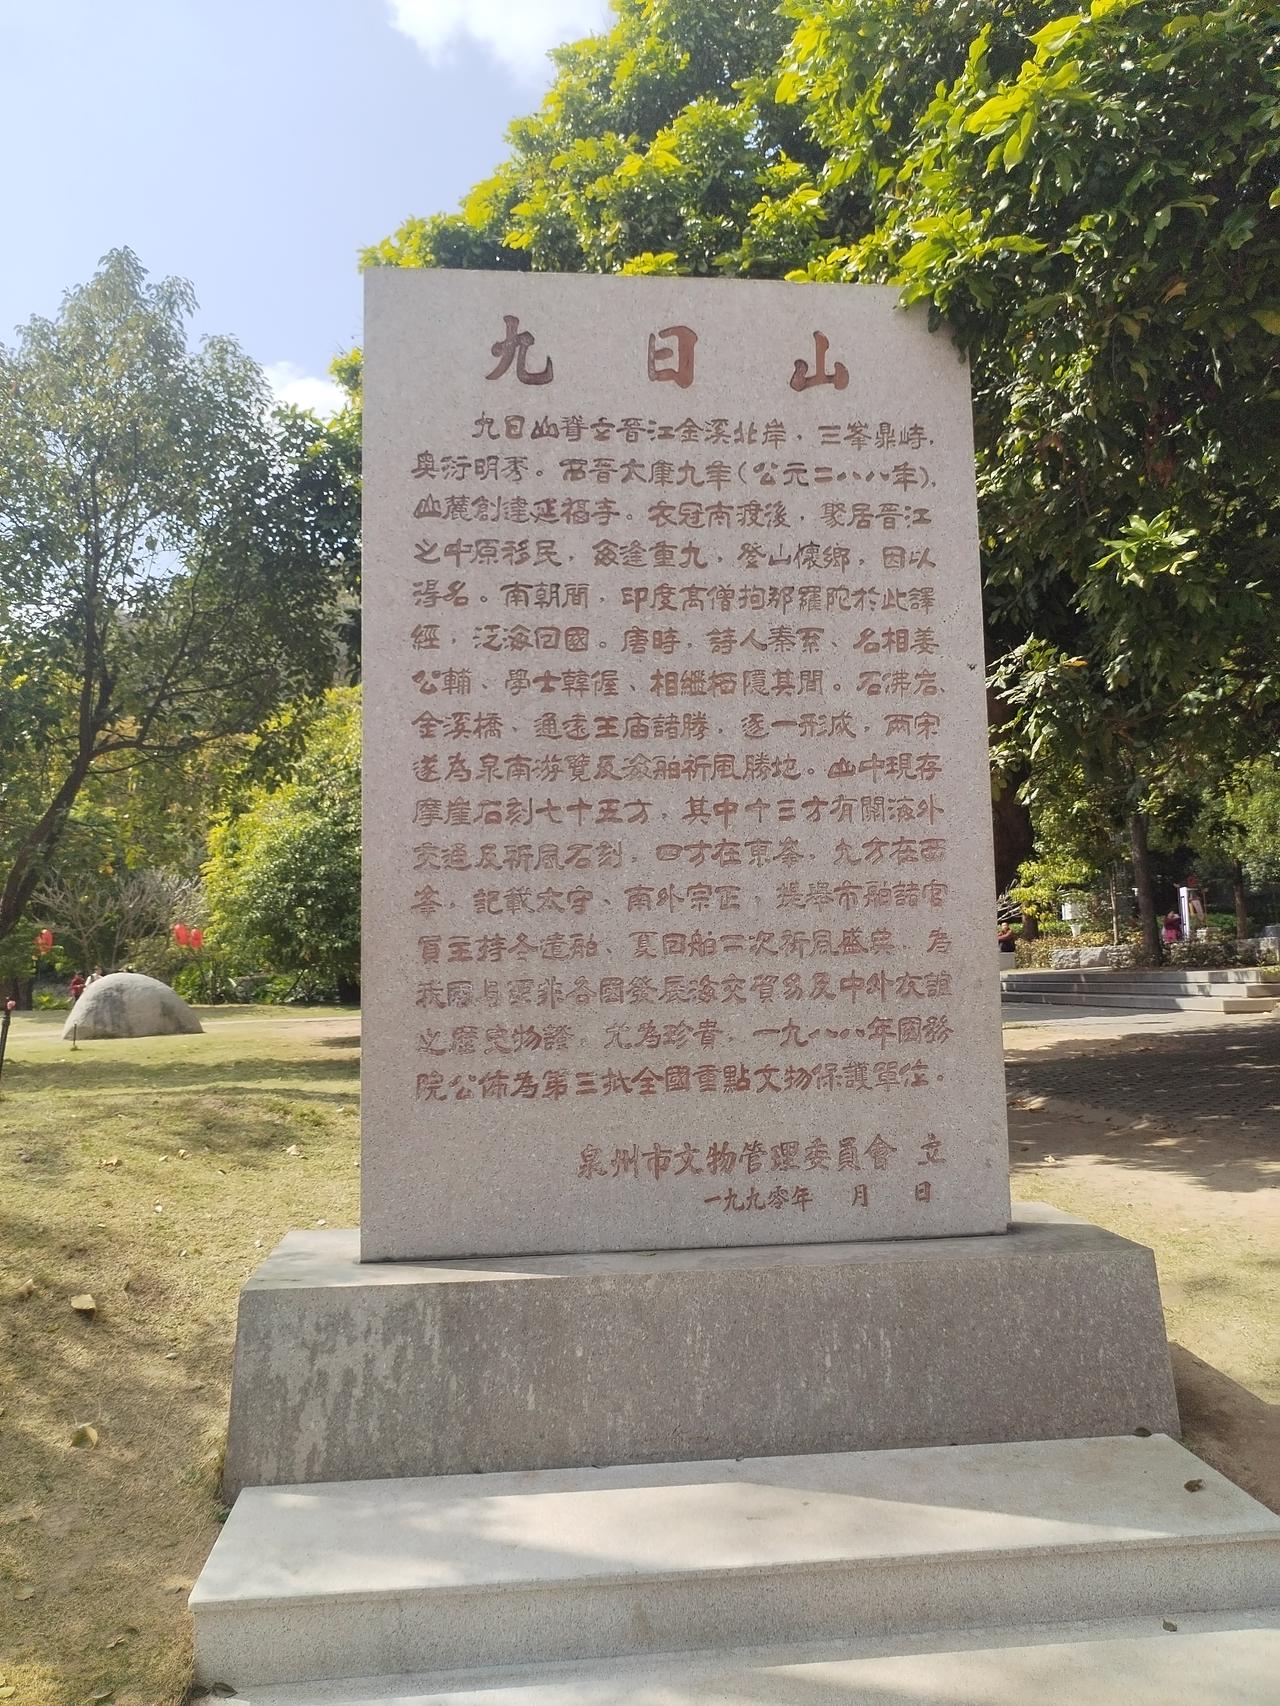 九日山
九日山聳立晋江金溪北岸，三峯鼎峙，
奥衍明秀。西晋太康九年（公元二八八年），
山麓創建延福寺。衣冠南渡後，聚居晋江
之中原移民，每逢重九，登山懷鄉，因以
得名。南朝間，印度高僧拘那羅陀於此譯
經，泛海回國。唐時，詩人秦系、名相姜
公輔、學士韓偓、相繼栖隱其間。石佛岩、
金溪橋、通遠王庙諸勝，逐一形成，兩宋
遂為泉南游覽及海舶祈風勝地。山中現存
摩崖石刻七十五方，其中十三方有關海外
交通及祈風石刻，四方在東峯，九方在西
峯，記載太守、南外宗正，提舉市舶諸官
員主持冬遣舶、夏回舶二次祈風盛典，為
我國与亞非各國發展海交貿易及中外友誼
之歷史物證，尤為珍貴，一九八八年國務
院公佈為第三批全國重點文物保護單位。
泉州市文物管理委員會 立
一九九零年 月 日